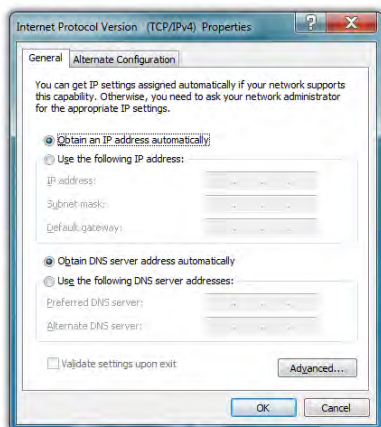 Internet Protocol Version (TCP/IPv4) Properties
General
Alternate Configuration
You can get IP settings assigned automatically if your network supports
this capability. Otherwise, you need to ask your network administrator
for the appropriate IP settings.
Obtain an IP address automatically
Use the following IP address:
IP address:
Subnet mask:
Default gateway:
Obtain DNS server address automatically
Use the following DNS server addresses:
Preferred DNS server:
Alternate DNS server:
Validate settings upon exit
Advanced...
OK
Cancel